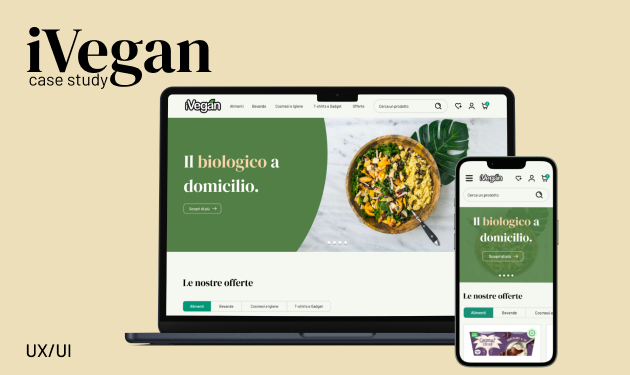 iVegan
case study
iVegan
Alimenti Bevande Cosmesi e Igiene T-shirts e Gadget Offerte
Cerca un prodotto
Il biologico a
domicilio.
Scopri di più →
Le nostre offerte
Alimenti Bevande Cosmesi e Igiene T-shirts e Gadget
iVegan
Cerca un prodotto
Il biologico a
domicilio.
Scopri di più →
Le nostre offerte
Alimenti Bevande
UX/UI